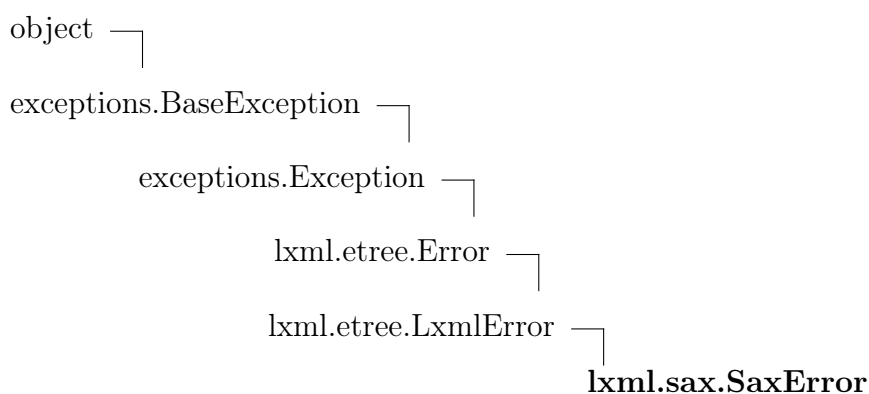 object
exceptions.BaseException
exceptions.Exception
lxml.etree.Error
lxml.etree.LxmlError
lxml.sax.SaxError